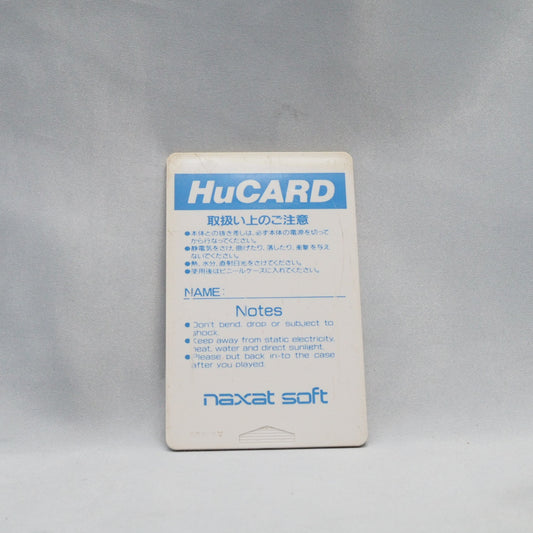 HuCARD
取扱い上のご注意
●本体との抜き差しは、必ず本体の電源を切って
から行なってください。
●静電気をさけ、曲げたり、落したり、衝撃を与え
ないでください。
●熱、水分、直射日光をさけてください。
●使用後はビニールケースに入れてください。
NAME:
Notes
●Don't bend, drop or subject to
shock.
●Keep away from static electricity,
heat, water and direct sunlight.
●Please put back in-to the case
after you played.
naxat soft